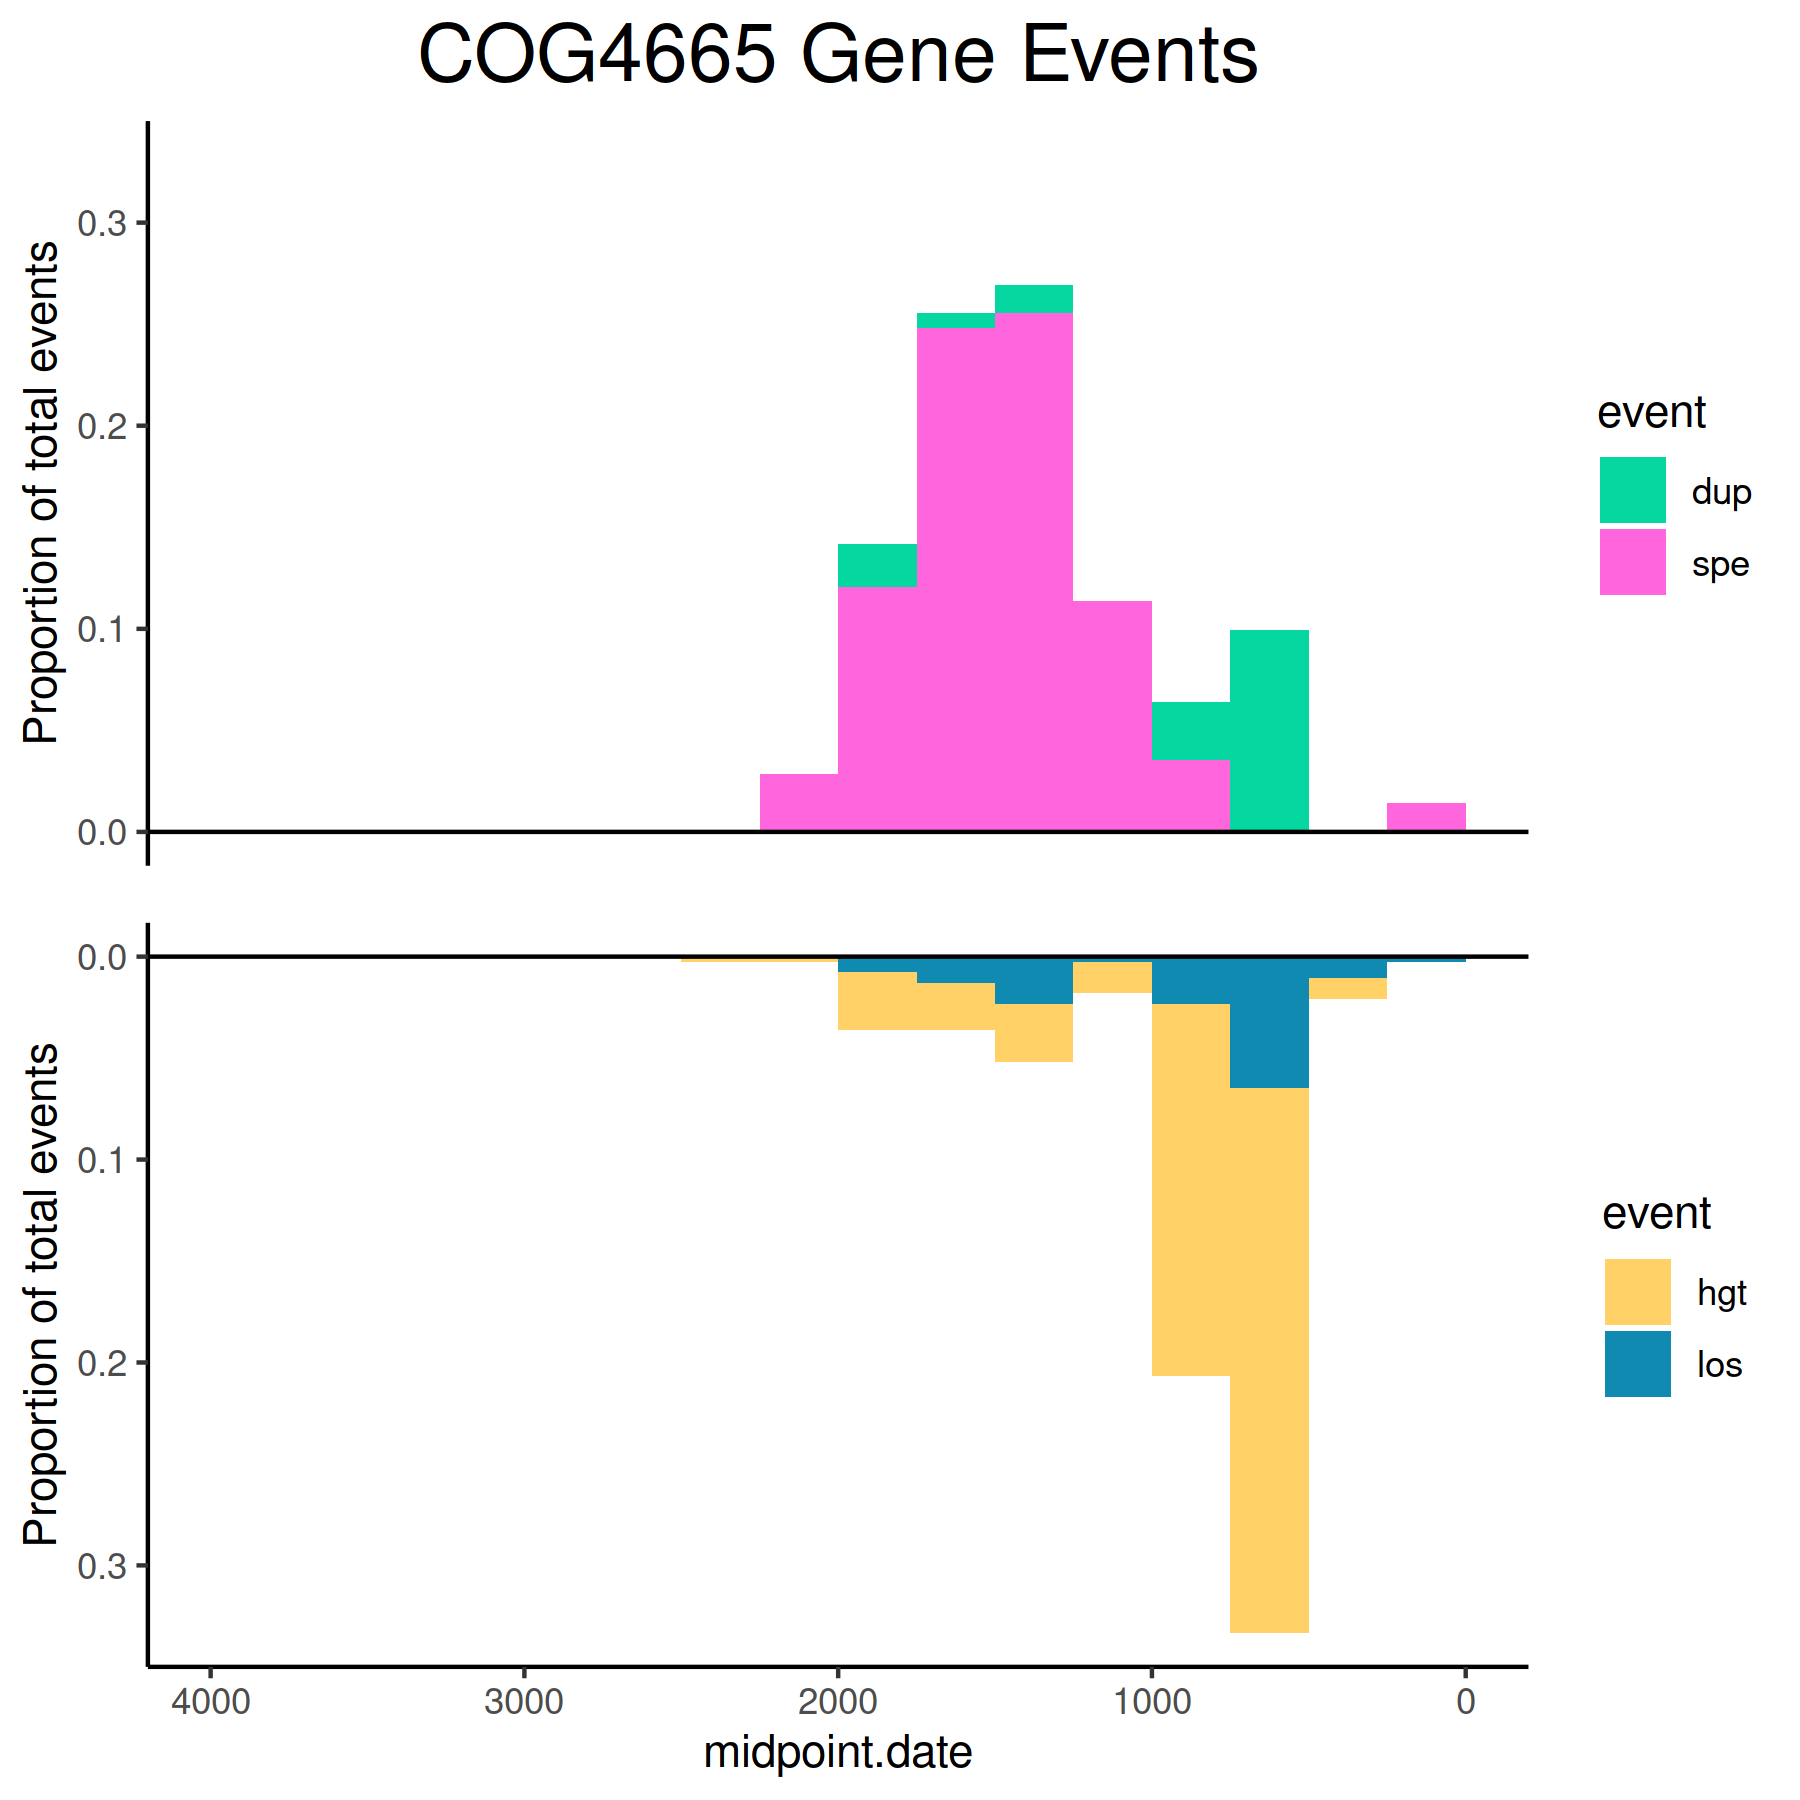 COG4665 Gene Events
Proportion of total events
0.3
0.2
0.1
0.0
event
dup
spe
Proportion of total events
0.0
0.1
0.2
0.3
event
hgt
los
4000 3000 2000 1000 0
midpoint.date